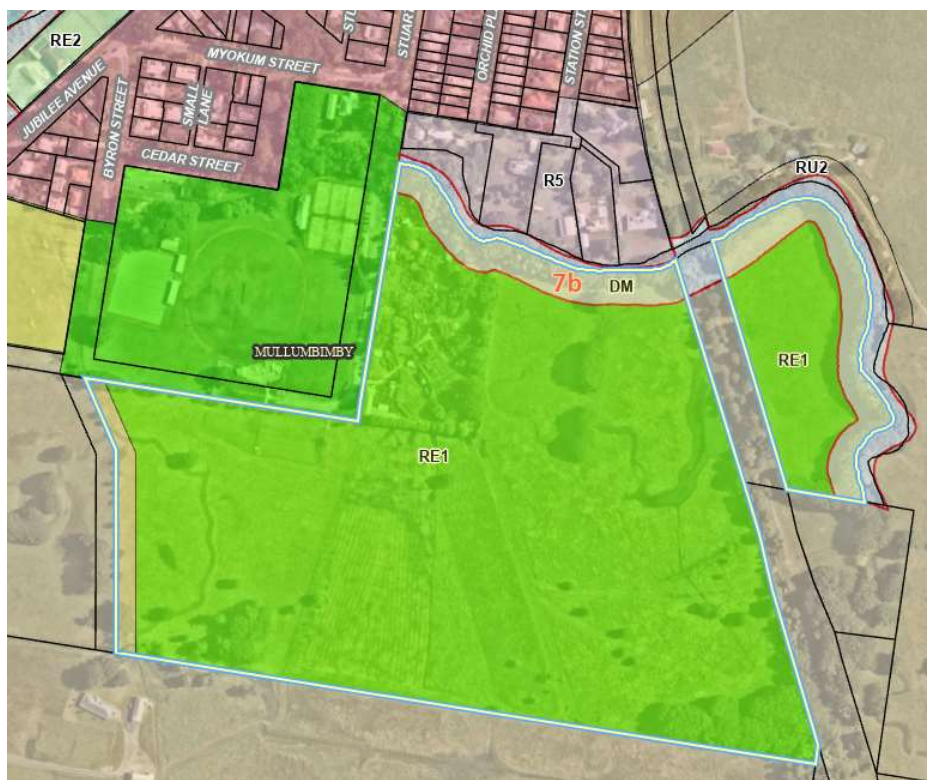 RE2
STU
STUART
MYOKUM STREET
ORCHID PL
STATION ST
JUBILEE AVENUE
BYRON STREET
SMALL LANE
CEDAR STREET
R5
RU2
7b
DM
MULLUMBIMBY
RE1
RE1